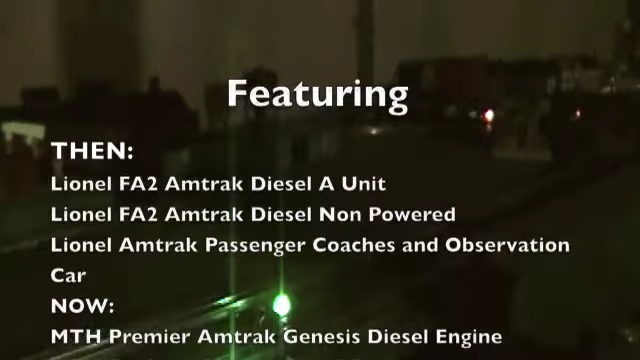 Featuring
THEN:
Lionel FA2 Amtrak Diesel A Unit
Lionel FA2 Amtrak Diesel Non Powered
Lionel Amtrak Passenger Coaches and Observation
Car
NOW:
MTH Premier Amtrak Genesis Diesel Engine